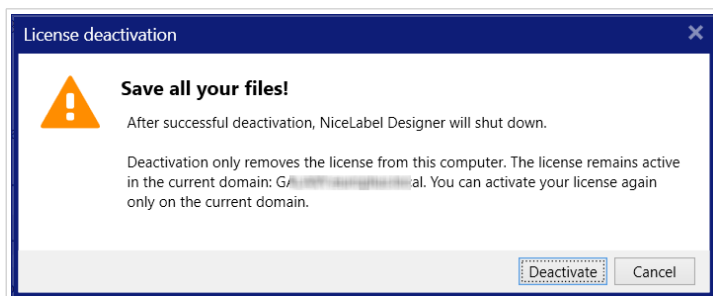 License deactivation
Save all your files!
After successful deactivation, NiceLabel Designer will shut down.
Deactivation only removes the license from this computer. The license remains active
in the current domain: G al. You can activate your license again
only on the current domain.
Deactivate Cancel